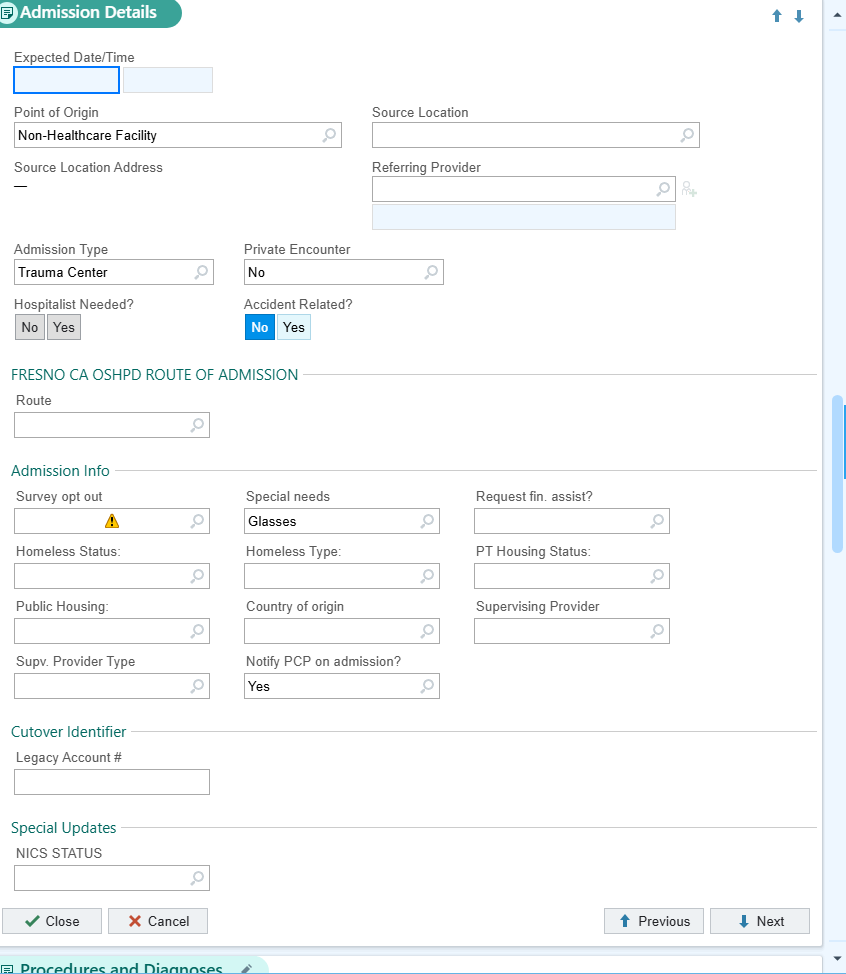 Admission Details
Expected Date/Time
Point of Origin
Source Location
Non-Healthcare Facility
Source Location Address
Referring Provider
—
Admission Type
Private Encounter
Trauma Center
No
Hospitalist Needed?
Accident Related?
No Yes
No Yes
FRESNO CA OSHPD ROUTE OF ADMISSION
Route
Admission Info
Survey opt out
Special needs
Request fin. assist?
Glasses
Homeless Status:
Homeless Type:
PT Housing Status:
Public Housing:
Country of origin
Supervising Provider
Supv. Provider Type
Notify PCP on admission?
Yes
Cutover Identifier
Legacy Account #
Special Updates
NICS STATUS
Close
Cancel
Previous
Next
Procedures and Diagnoses